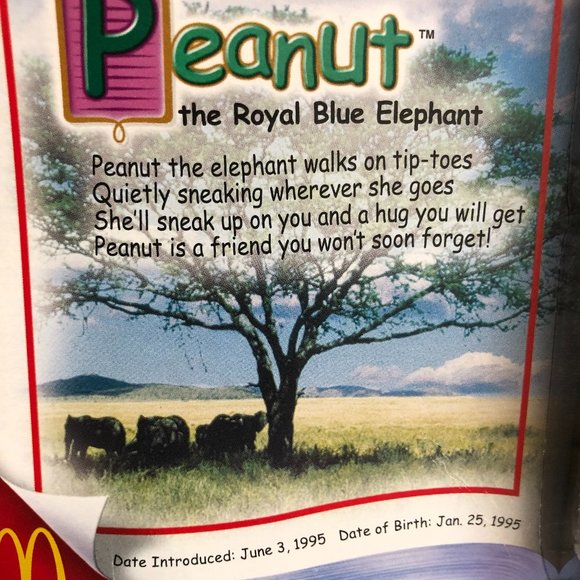 Peanut™
the Royal Blue Elephant
Peanut the elephant walks on tip-toes
Quietly sneaking wherever she goes
She'll sneak up on you and a hug you will get
Peanut is a friend you won't soon forget!
Date Introduced: June 3, 1995 Date of Birth: Jan. 25, 1995